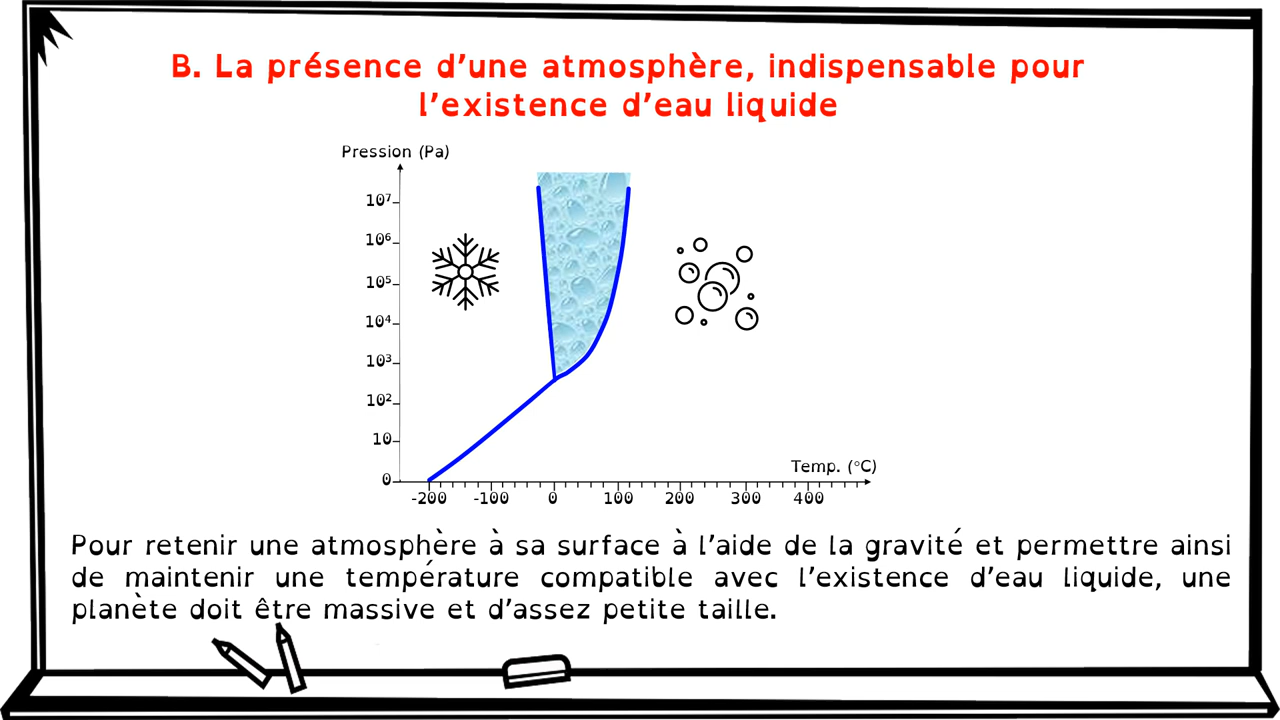 B. La présence d’une atmosphère, indispensable pour
l’existence d’eau liquide
Pression (Pa)
10⁷
10⁶
10⁵
10⁴
10³
10²
10
0
Temp. (°C)
-200 -100 0 100 200 300 400
Pour retenir une atmosphère à sa surface à l’aide de la gravité et permettre ainsi
de maintenir une température compatible avec l’existence d’eau liquide, une
planète doit être massive et d’assez petite taille.